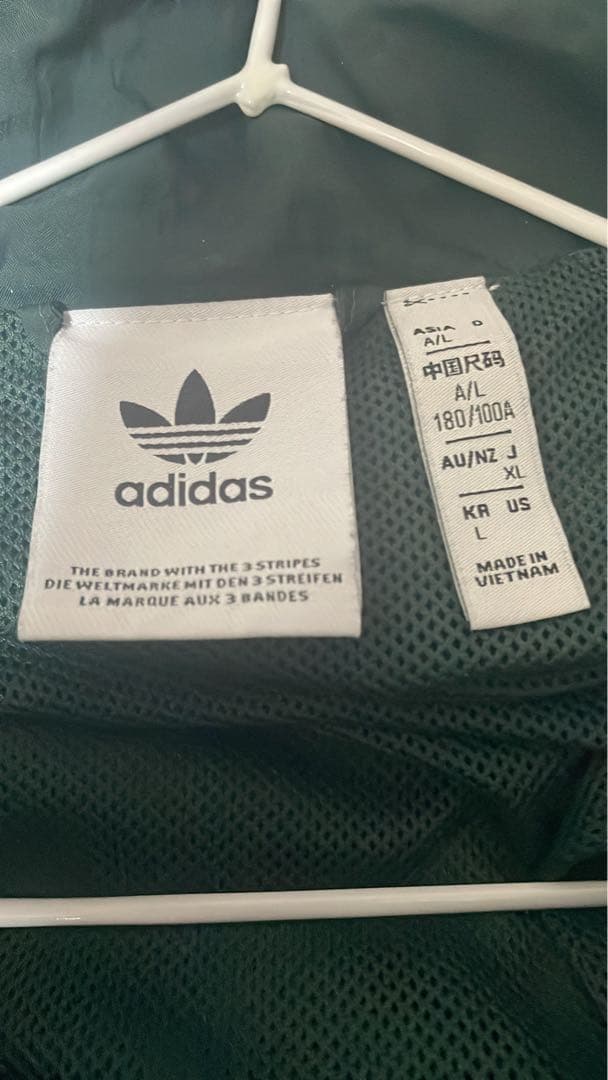 adidas
THE BRAND WITH THE 3 STRIPES
DIE WELTMARKE MIT DEN 3 STREIFEN
LA MARQUE AUX 3 BANDES
ASIA D
A/L
中国尺码
A/L
180/100A
AU/NZ J
XL
KR US
L
MADE IN
VIETNAM